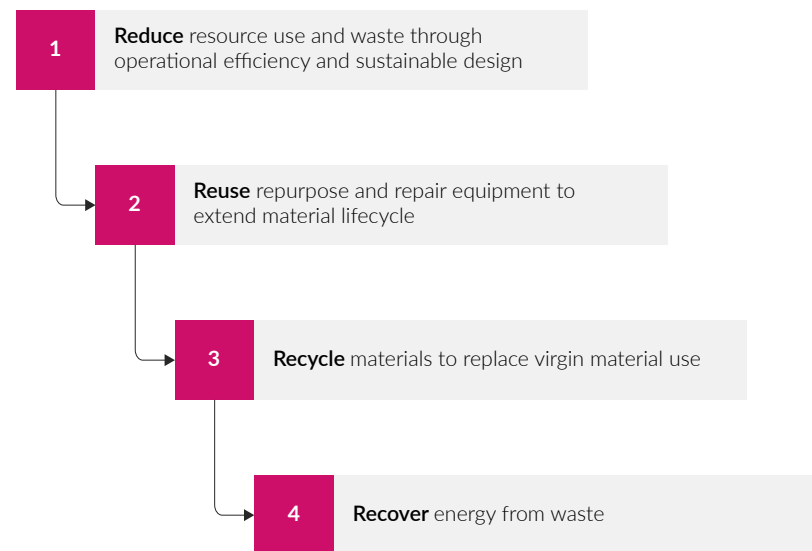 1
Reduce resource use and waste through
operational efficiency and sustainable design
2
Reuse repurpose and repair equipment to
extend material lifecycle
3
Recycle materials to replace virgin material use
4
Recover energy from waste